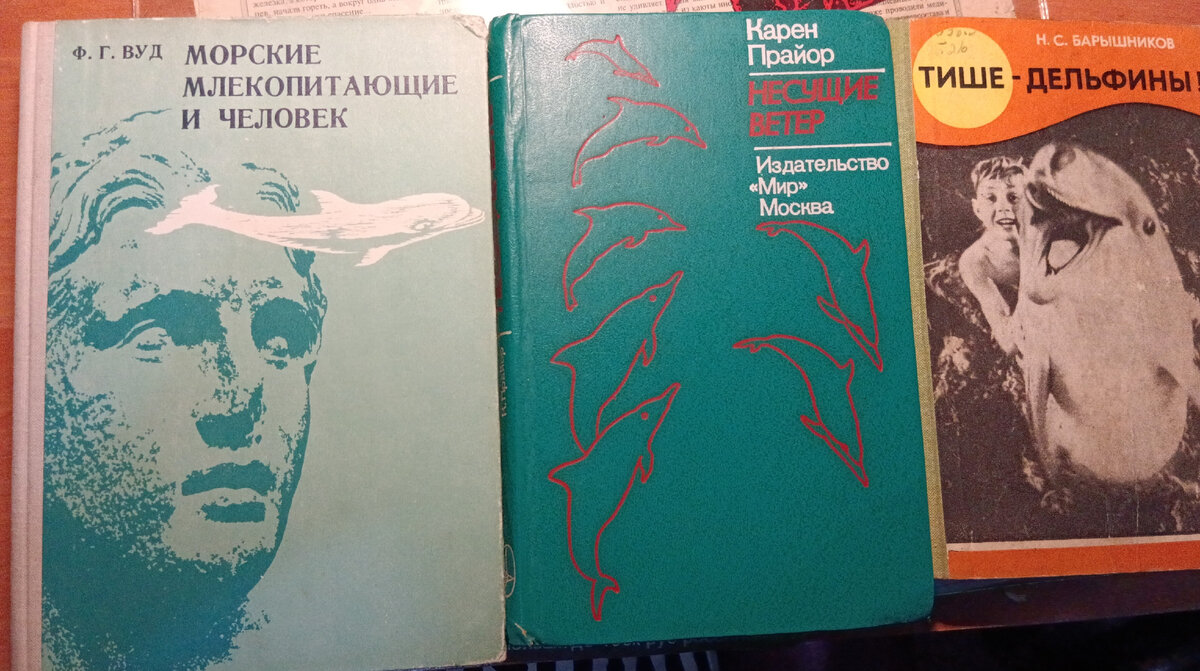 Ф. Г. ВУД
МОРСКИЕ
МЛЕКОПИТАЮЩИЕ
И ЧЕЛОВЕК
Карен
Прайор
НЕСУЩИЕ
ВЕТЕР
Издательство
«Мир»
Москва
Н. С. БАРЫШНИКОВ
ТИШЕ - ДЕЛЬФИНЫ!